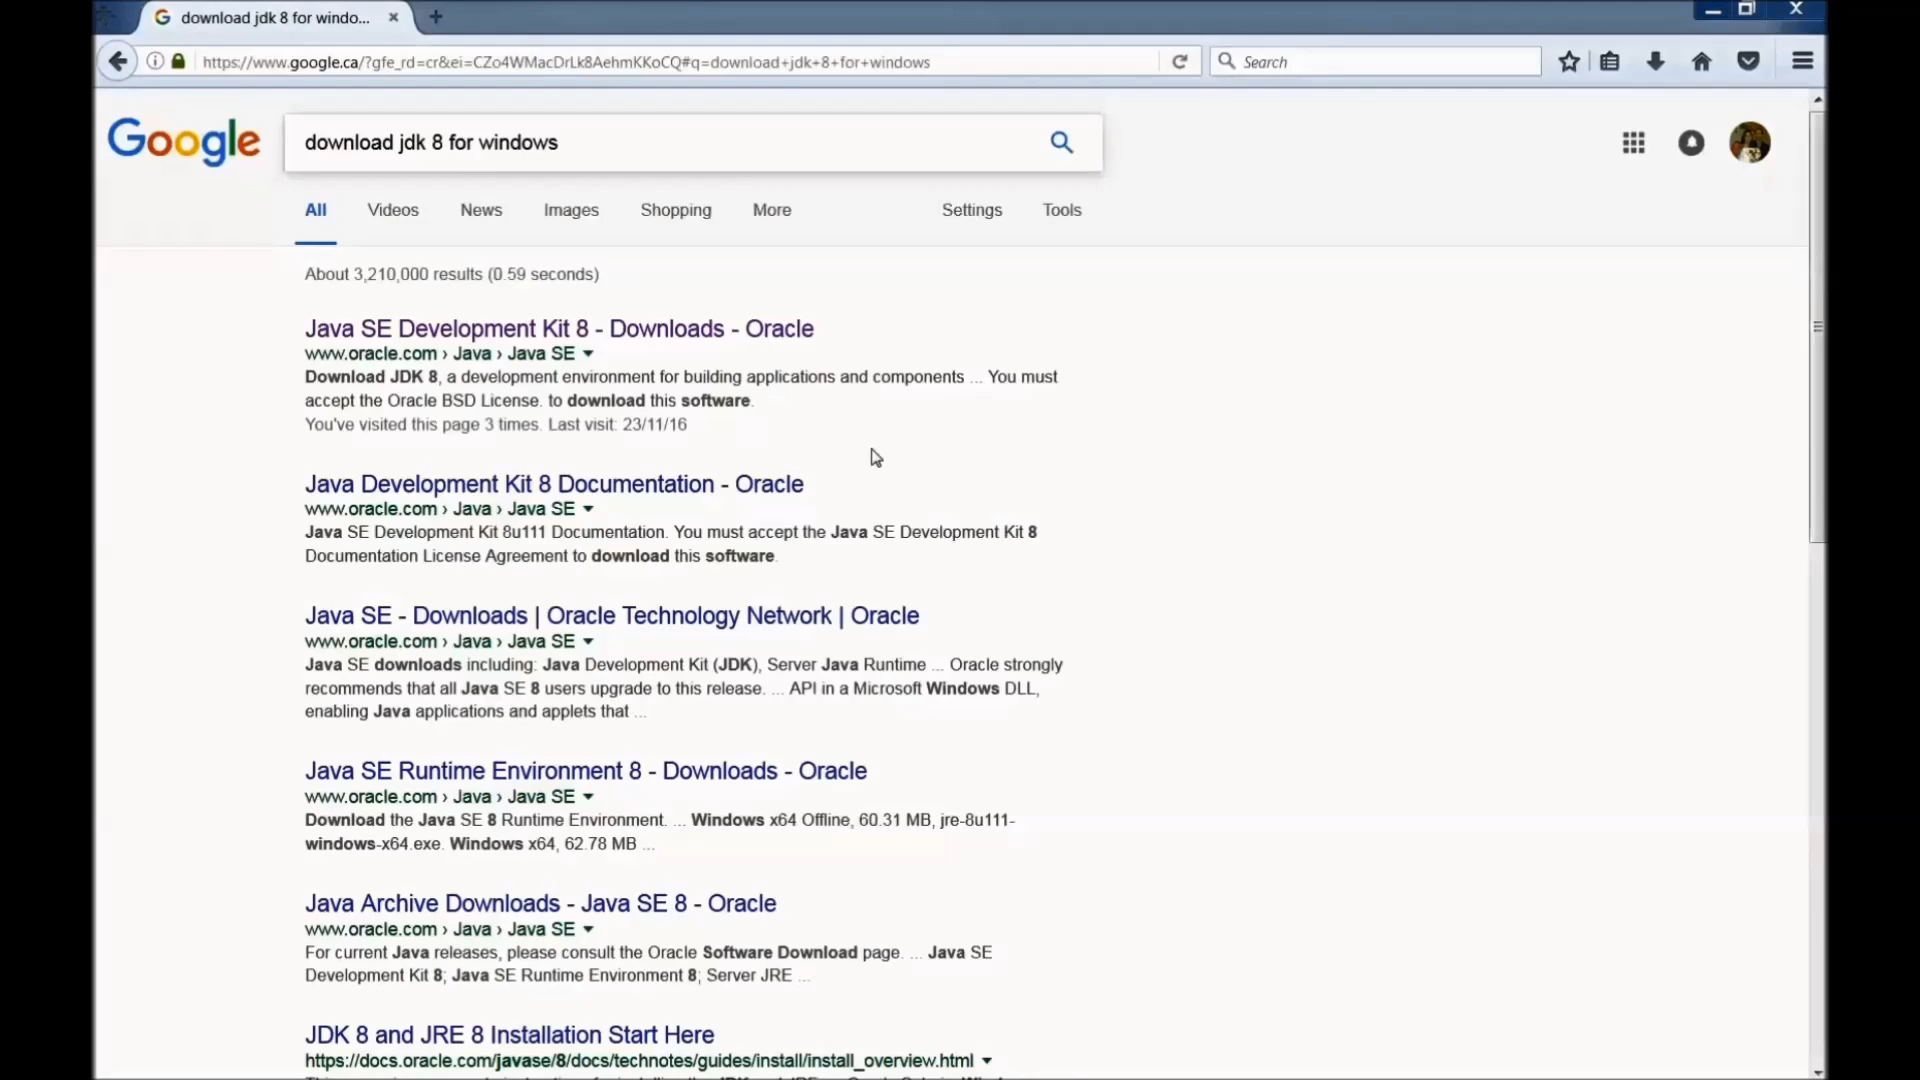 download jdk 8 for windo...
https://www.google.ca/?gfe_rd=cr&ei=CZo4WMacDrLk8AehmKKoCQ#q=download+jdk+8+for+windows
Search
Google
download jdk 8 for windows
All Videos News Images Shopping More Settings Tools
About 3,210,000 results (0.59 seconds)
Java SE Development Kit 8 - Downloads - Oracle
www.oracle.com › Java › Java SE
Download JDK 8, a development environment for building applications and components ... You must
accept the Oracle BSD License. to download this software.
You've visited this page 3 times. Last visit: 23/11/16
Java Development Kit 8 Documentation - Oracle
www.oracle.com › Java › Java SE
Java SE Development Kit 8u111 Documentation. You must accept the Java SE Development Kit 8
Documentation License Agreement to download this software.
Java SE - Downloads | Oracle Technology Network | Oracle
www.oracle.com › Java › Java SE
Java SE downloads including: Java Development Kit (JDK), Server Java Runtime ... Oracle strongly
recommends that all Java SE 8 users upgrade to this release. ... API in a Microsoft Windows DLL,
enabling Java applications and applets that ...
Java SE Runtime Environment 8 - Downloads - Oracle
www.oracle.com › Java › Java SE
Download the Java SE 8 Runtime Environment. ... Windows x64 Offline, 60.31 MB, jre-8u111-
windows-x64.exe. Windows x64, 62.78 MB ...
Java Archive Downloads - Java SE 8 - Oracle
www.oracle.com › Java › Java SE
For current Java releases, please consult the Oracle Software Download page. ... Java SE
Development Kit 8; Java SE Runtime Environment 8; Server JRE ...
JDK 8 and JRE 8 Installation Start Here
https://docs.oracle.com/javase/8/docs/technotes/guides/install/install_overview.html